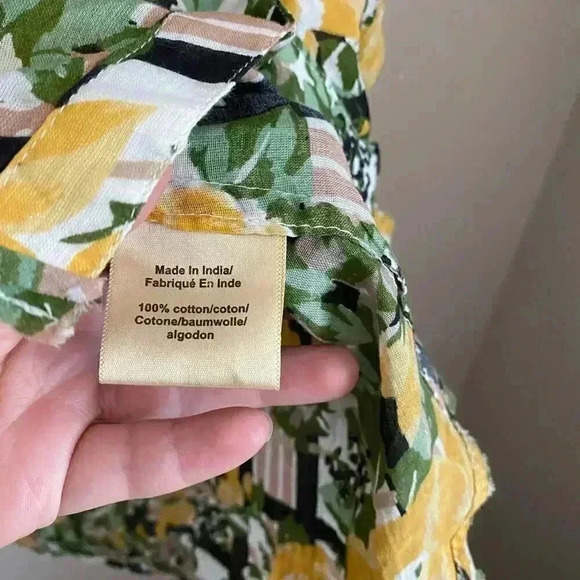 Made In India/
Fabriqué En Inde
100% cotton/coton/
Cotone/baumwolle/
algodon